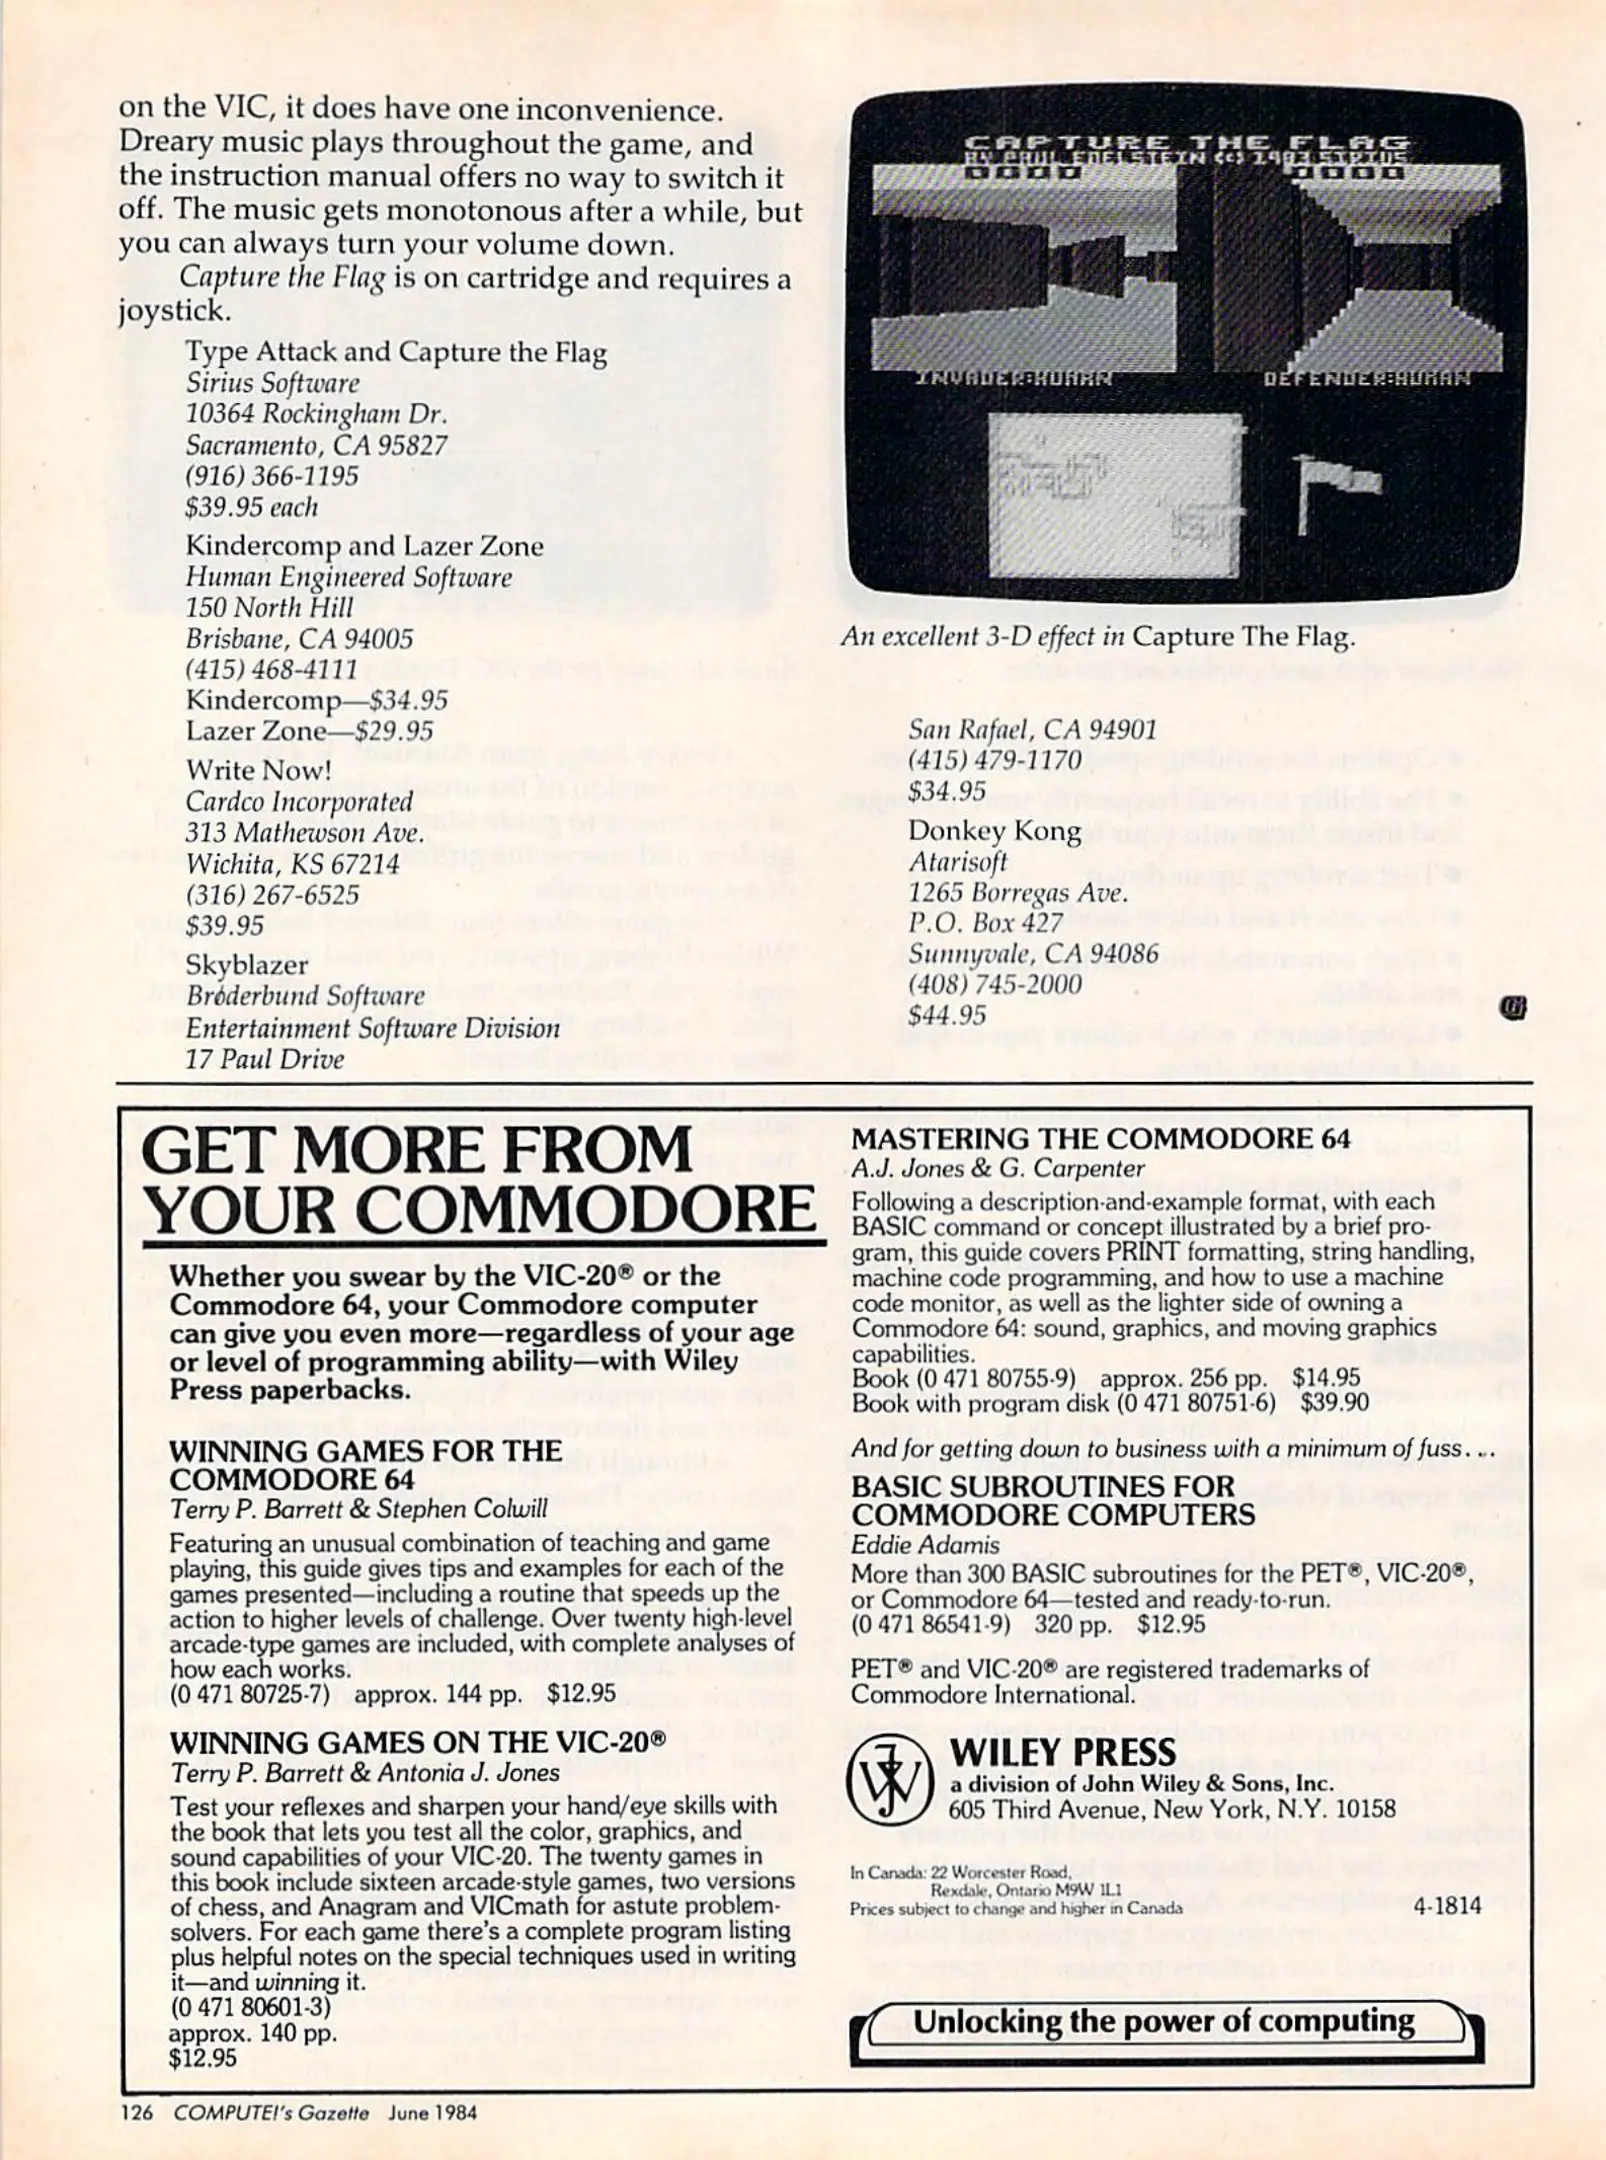 on the VIC, it does have one inconvenience.
Dreary music plays throughout the game, and
the instruction manual offers no way to switch it
off. The music gets monotonous after a while, but
you can always turn your volume down.
Capture the Flag is on cartridge and requires a
joystick.
Type Attack and Capture the Flag
Sirius Software
10364 Rockingham Dr.
Sacramento, CA 95827
(916) 366-1195
$39.95 each
Kindercomp and Lazer Zone
Human Engineered Software
150 North Hill
Brisbane, CA 94005
(415) 468-4111
Kindercomp—$34.95
Lazer Zone—$29.95
Write Now!
Cardco Incorporated
313 Mathewson Ave.
Wichita, KS 67214
(316) 267-6525
$39.95
Skyblazer
Brøderbund Software
Entertainment Software Division
17 Paul Drive
CAPTURE THE FLAG
BY PAUL EDELSTEIN (C) 1983 SIRIUS
0000 0000
INVADER:HUMAN DEFENDER:HUMAN
An excellent 3-D effect in Capture The Flag.
San Rafael, CA 94901
(415) 479-1170
$34.95
Donkey Kong
Atarisoft
1265 Borregas Ave.
P.O. Box 427
Sunnyvale, CA 94086
(408) 745-2000
$44.95
G
GET MORE FROM
YOUR COMMODORE
Whether you swear by the VIC-20® or the
Commodore 64, your Commodore computer
can give you even more—regardless of your age
or level of programming ability—with Wiley
Press paperbacks.
WINNING GAMES FOR THE
COMMODORE 64
Terry P. Barrett & Stephen Colwill
Featuring an unusual combination of teaching and game
playing, this guide gives tips and examples for each of the
games presented—including a routine that speeds up the
action to higher levels of challenge. Over twenty high-level
arcade-type games are included, with complete analyses of
how each works.
(0 471 80725-7) approx. 144 pp. $12.95
WINNING GAMES ON THE VIC-20®
Terry P. Barrett & Antonia J. Jones
Test your reflexes and sharpen your hand/eye skills with
the book that lets you test all the color, graphics, and
sound capabilities of your VIC-20. The twenty games in
this book include sixteen arcade-style games, two versions
of chess, and Anagram and VICmath for astute problem-
solvers. For each game there's a complete program listing
plus helpful notes on the special techniques used in writing
it—and winning it.
(0 471 80601-3)
approx. 140 pp.
$12.95
MASTERING THE COMMODORE 64
A.J. Jones & G. Carpenter
Following a description-and-example format, with each
BASIC command or concept illustrated by a brief pro-
gram, this guide covers PRINT formatting, string handling,
machine code programming, and how to use a machine
code monitor, as well as the lighter side of owning a
Commodore 64: sound, graphics, and moving graphics
capabilities.
Book (0 471 80755-9) approx. 256 pp. $14.95
Book with program disk (0 471 80751-6) $39.90
And for getting down to business with a minimum of fuss. . .
BASIC SUBROUTINES FOR
COMMODORE COMPUTERS
Eddie Adamis
More than 300 BASIC subroutines for the PET®, VIC-20®,
or Commodore 64—tested and ready-to-run.
(0 471 86541-9) 320 pp. $12.95
PET® and VIC-20® are registered trademarks of
Commodore International.
JW
WILEY PRESS
a division of John Wiley & Sons, Inc.
605 Third Avenue, New York, N.Y. 10158
In Canada: 22 Worcester Road,
Rexdale, Ontario M9W 1L1
Prices subject to change and higher in Canada
4-1814
Unlocking the power of computing
126 COMPUTE!'s Gazette June 1984